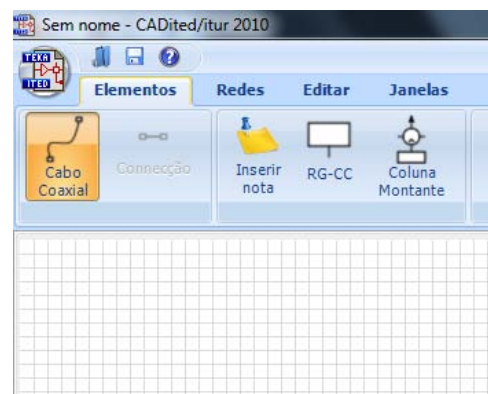 Sem nome - CADited/itur 2010
TEXA
ITED
Elementos Redes Editar Janelas
Cabo Coaxial
Connecção
Inserir nota
RG-CC
Coluna Montante